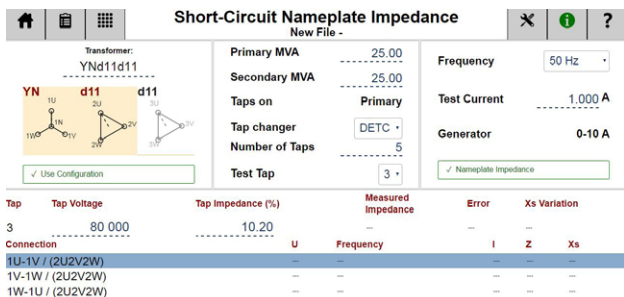 Short-Circuit Nameplate Impedance
New File -
?
Transformer:
YNd11d11
YN d11 d11
1U 2U 3U
1N
1W 1V 2V 3V
2W 3W
✓ Use Configuration
Primary MVA 25.00
Secondary MVA 25.00
Taps on Primary
Tap changer DETC
Number of Taps 5
Test Tap 3
Frequency 50 Hz
Test Current 1.000 A
Generator 0-10 A
✓ Nameplate Impedance
Tap Tap Voltage Tap Impedance (%) Measured Impedance Error Xs Variation
3 80 000 10.20 -- -- --
Connection U Frequency I Z Xs
1U-1V / (2U2V2W) -- -- -- -- --
1V-1W / (2U2V2W) -- -- -- -- --
1W-1U / (2U2V2W) -- -- -- -- --